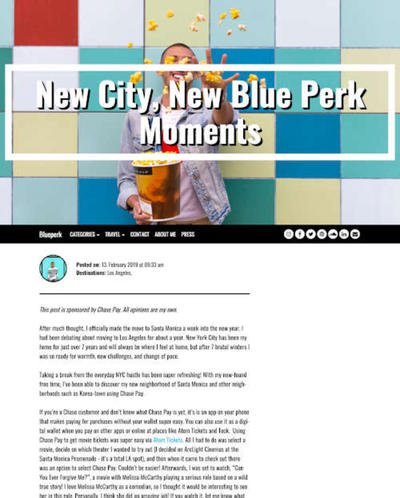 New City, New Blue Perk
Moments
Blueperk
CATEGORIES
TRAVEL
CONTACT
ABOUT ME
PRESS
Posted on: 13. February 2019 at 09:33 am
Destinations: Los Angeles,
This post is sponsored by Chase Pay. All opinions are my own.
After much thought, I officially made the move to Santa Monica a week into the new year. I
had been debating about moving to Los Angeles for about a year. New York City has been my
home for just over 7 years and will always be where I feel at home, but after 7 brutal winters I
was so ready for warmth, new challenges, and change of pace.
Taking a break from the everyday NYC hustle has been super refreshing! With my new-found
free time, I've been able to discover my new neighborhood of Santa Monica and other neigh-
borhoods such as Korea-town using Chase Pay.
If you're a Chase customer and don't know what Chase Pay is yet, it's is an app on your phone
that makes paying for purchases without your wallet super easy. You can also use it as a digi-
tal wallet when you pay on other apps or online at places like Atom Tickets and Tock. Using
Chase Pay to get movie tickets was super easy via Atom Tickets. All I had to do was select a
movie, decide on which theater I wanted to try out (I decided on ArcLight Cinemas at the
Santa Monica Promenade - it's a total LA spot), and then when it came to check out there
was an option to select Chase Pay. Couldn't be easier! Afterwards, I was set to watch, "Can
You Ever Forgive Me?", a movie with Melissa McCarthy playing a serious role based on a wild
true story! I love Melissa McCarthy as a comedian, so I thought it would be interesting to see
her in this role. Personally, I think she did an amazing job! If you watch it, let me know what